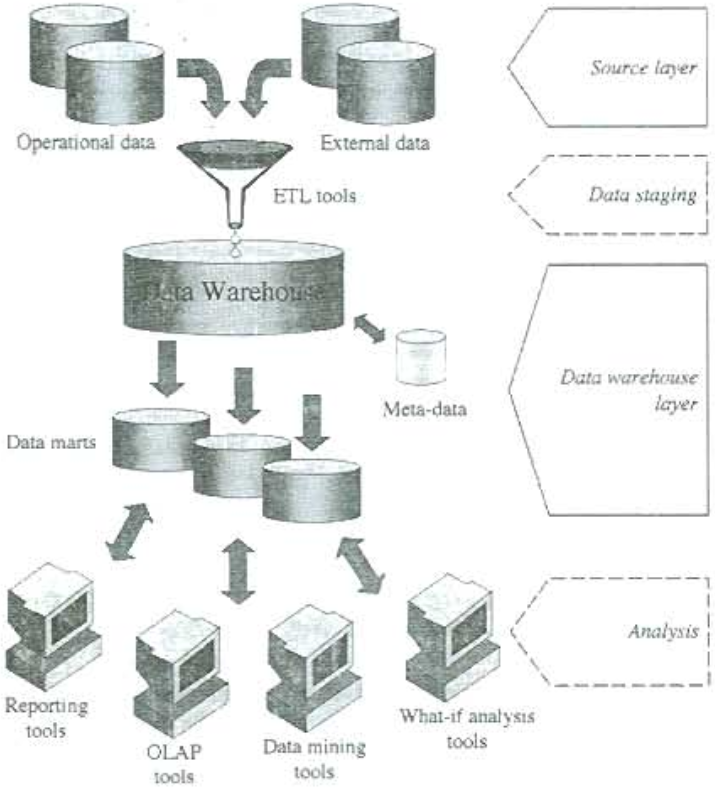 Source layer
Operational data
External data
ETL tools
Data staging
Data Warehouse
Data warehouse
layer
Meta-data
Data marts
Analysis
Reporting
tools
OLAP
tools
Data mining
tools
What-if analysis
tools